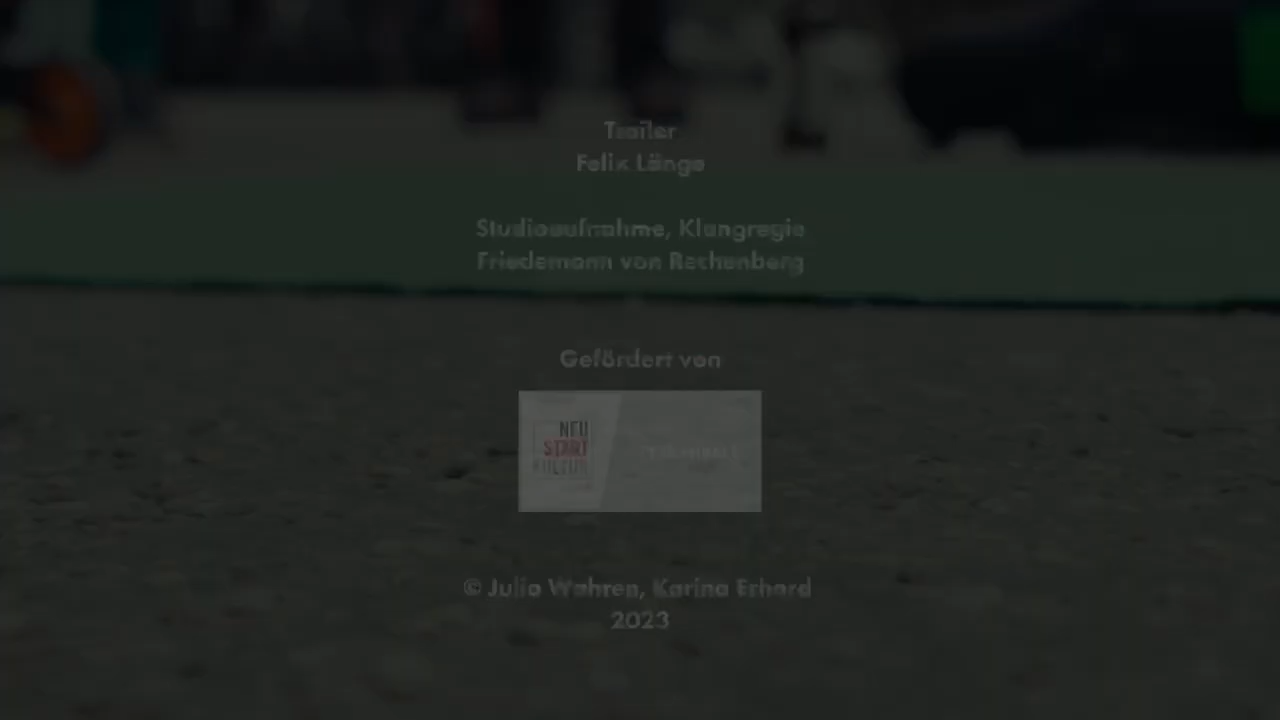 Trailer
Felix Länge
Studioaufnahme, Klangregie
Friedemann von Rechenberg
Gefördert von
NEU
START
KULTUR
© Julia Wahren, Karina Erhard
2023